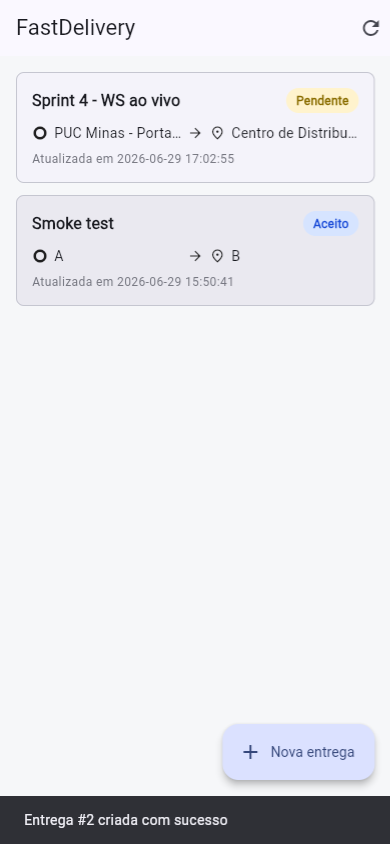 FastDelivery
Sprint 4 - WS ao vivo
Pendente
PUC Minas - Porta... → Centro de Distribu...
Atualizada em 2026-06-29 17:02:55
Smoke test
Aceito
A → B
Atualizada em 2026-06-29 15:50:41
+ Nova entrega
Entrega #2 criada com sucesso